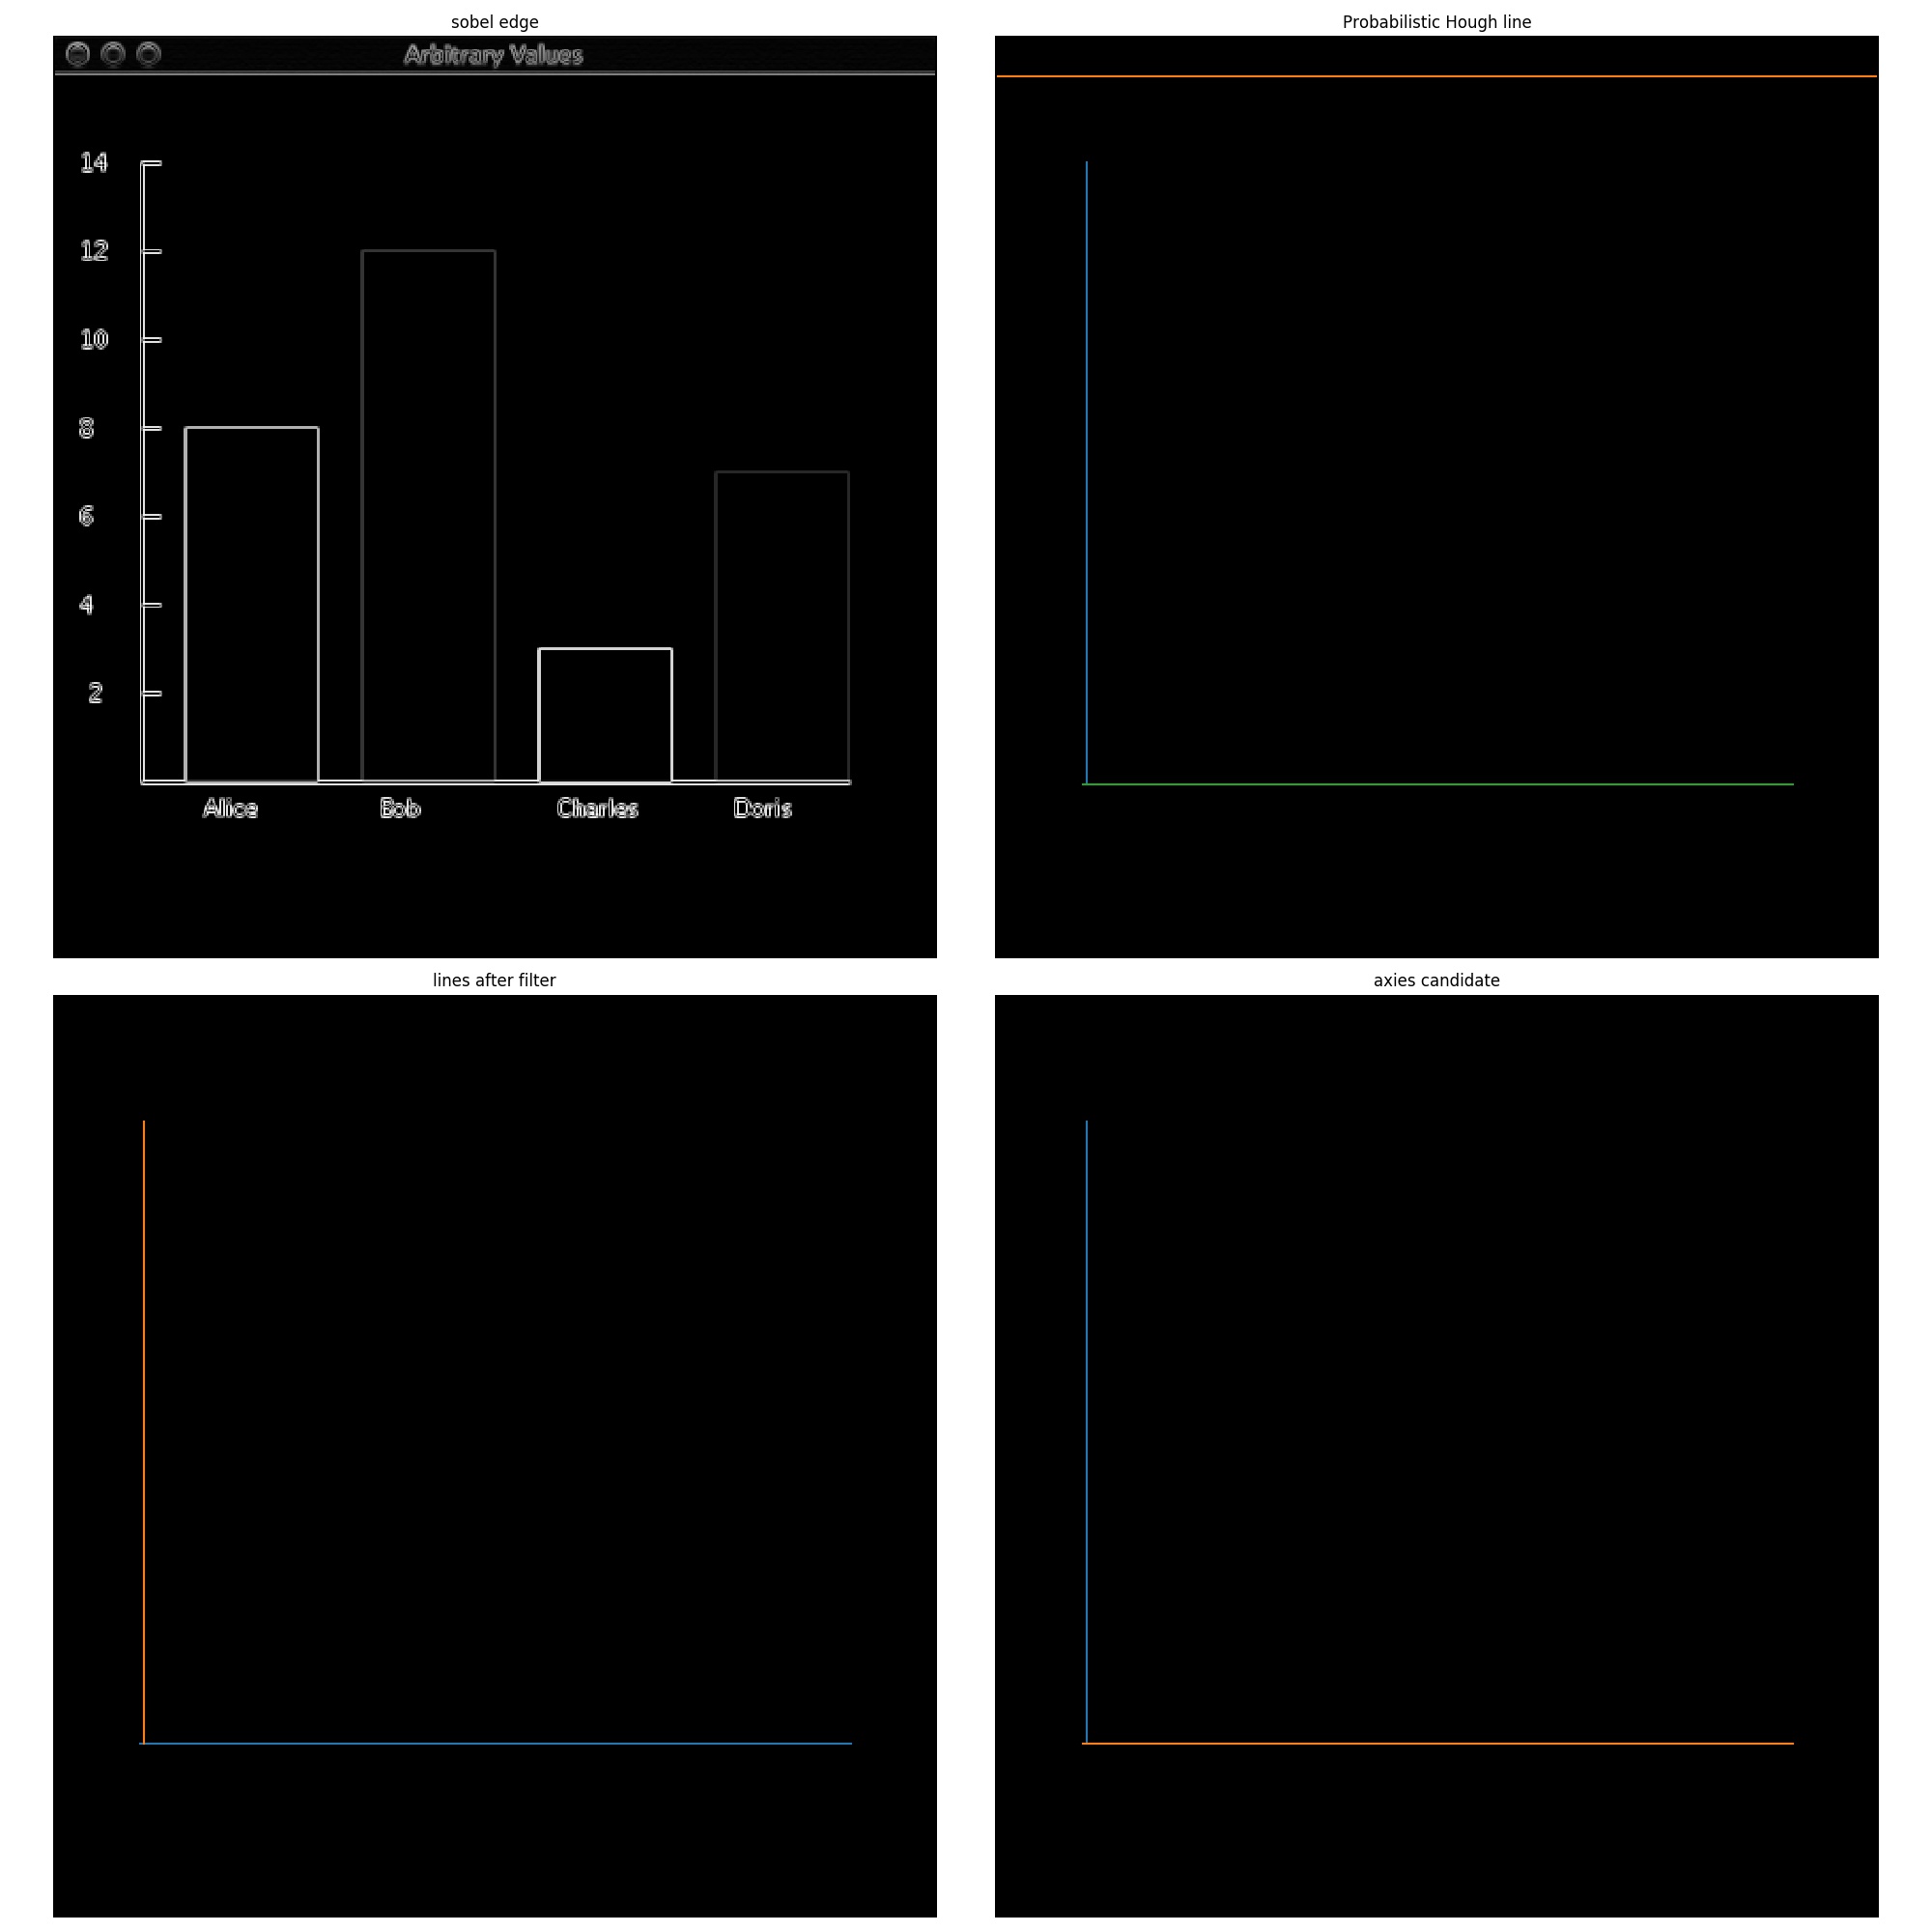 sobel edge
Arbitrary Values
14
12
10
8
6
4
2
Alice Bob Charles Doris
Probabilistic Hough line
lines after filter
axies candidate